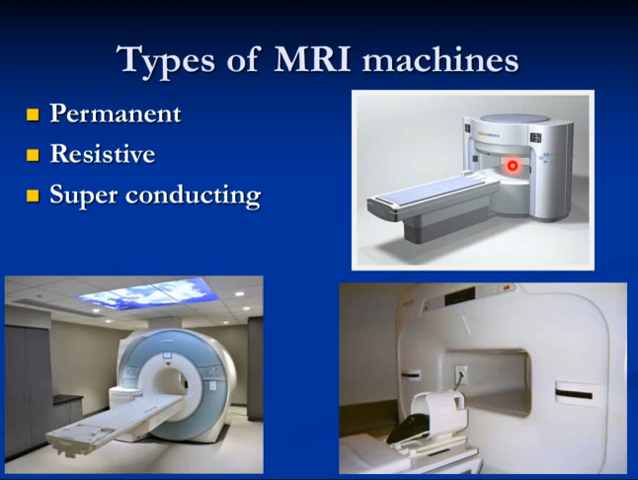 Types of MRI machines
Permanent
Resistive
Super conducting